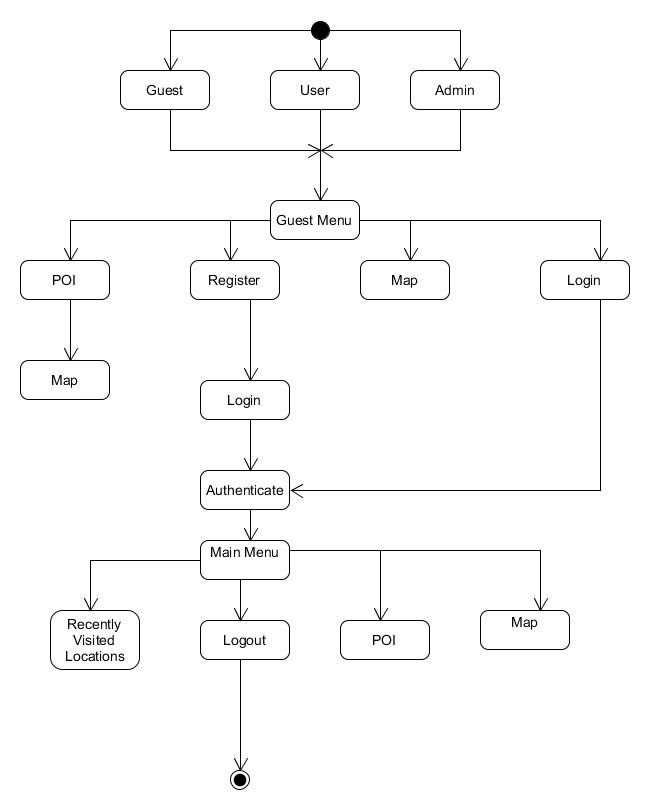 Guest
User
Admin
Guest Menu
POI
Register
Map
Login
Map
Login
Authenticate
Main Menu
Recently
Visited
Locations
Logout
POI
Map